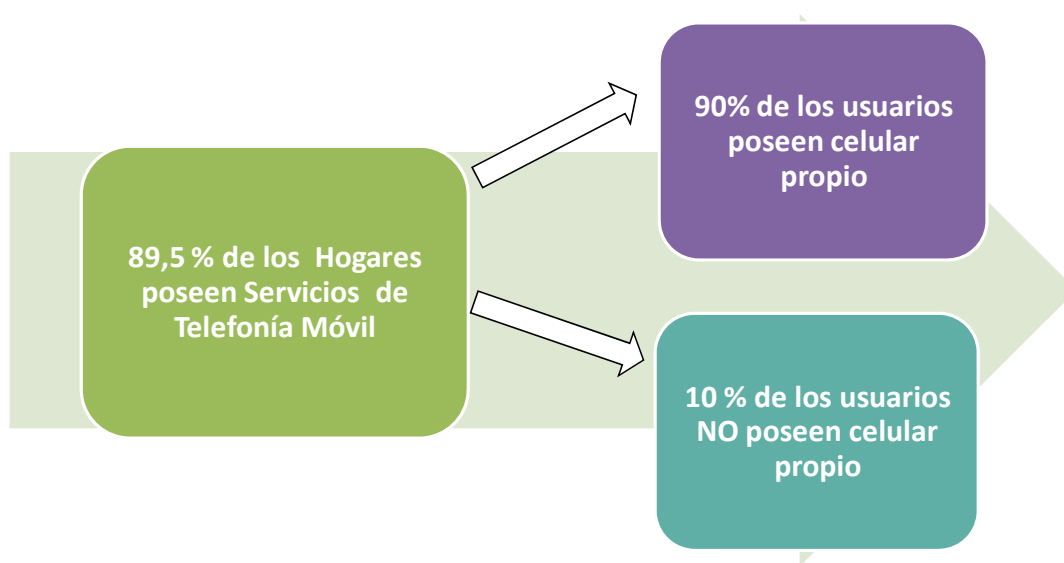 89,5 % de los Hogares
poseen Servicios de
Telefonía Móvil
90% de los usuarios
poseen celular
propio
10 % de los usuarios
NO poseen celular
propio